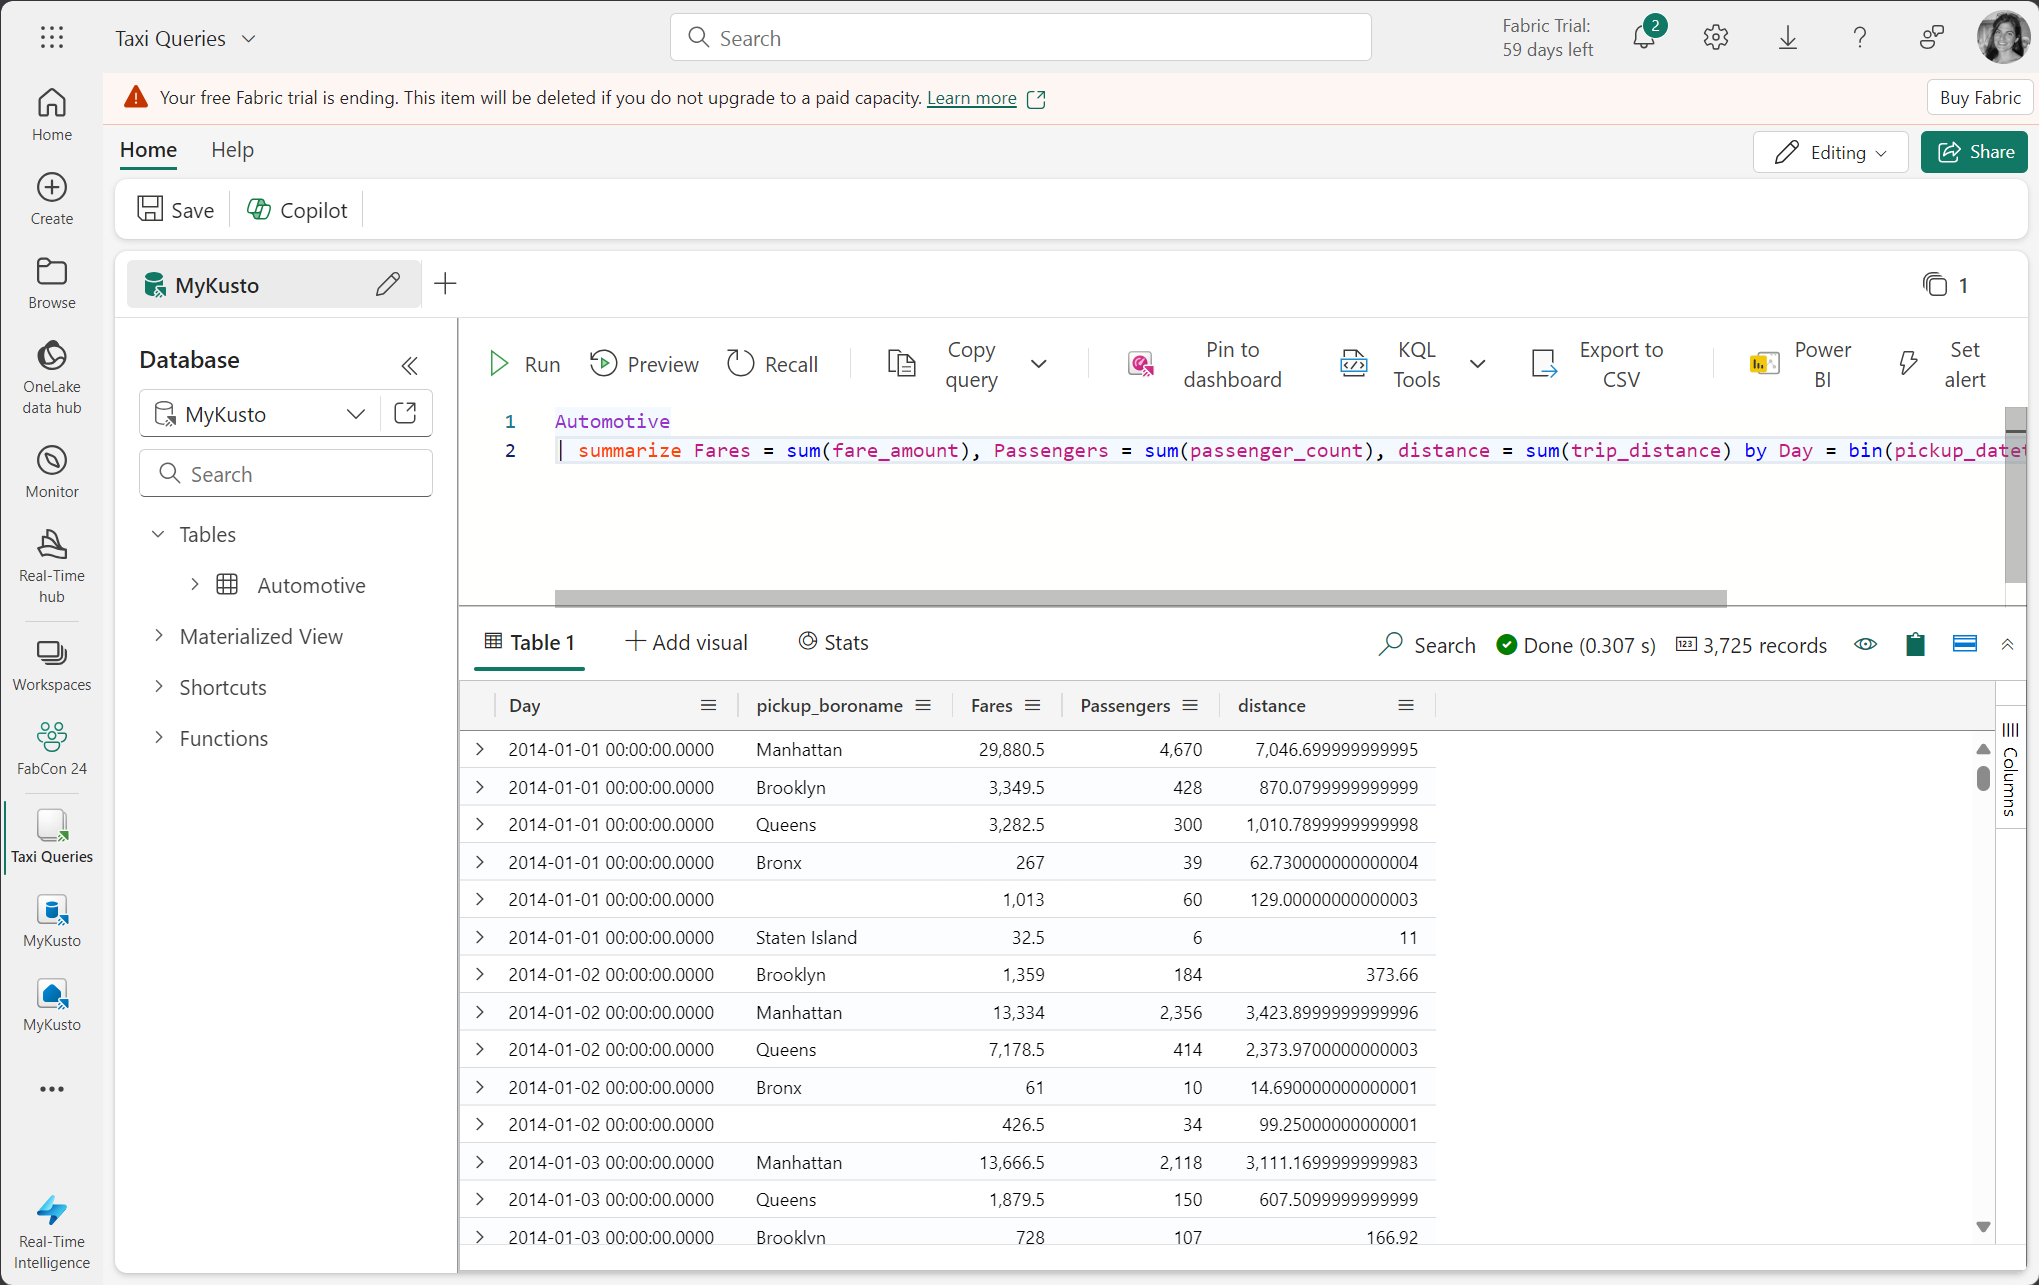 Taxi Queries
Search
Fabric Trial:
59 days left
2
Your free Fabric trial is ending. This item will be deleted if you do not upgrade to a paid capacity. Learn more
Buy Fabric
Home
Create
Browse
OneLake
data hub
Monitor
Real-Time
hub
Workspaces
FabCon 24
Taxi Queries
MyKusto
MyKusto
Real-Time
Intelligence
Home Help
Editing
Share
Save
Copilot
MyKusto
1
Database
MyKusto
Search
Tables
Automotive
Materialized View
Shortcuts
Functions
Run
Preview
Recall
Copy
query
Pin to
dashboard
KQL
Tools
Export to
CSV
Power
BI
Set
alert
1 Automotive
2 | summarize Fares = sum(fare_amount), Passengers = sum(passenger_count), distance = sum(trip_distance) by Day = bin(pickup_datet
Table 1
Add visual
Stats
Search
Done (0.307 s)
123 3,725 records
Day pickup_boroname Fares Passengers distance
2014-01-01 00:00:00.0000 Manhattan 29,880.5 4,670 7,046.699999999995
2014-01-01 00:00:00.0000 Brooklyn 3,349.5 428 870.0799999999999
2014-01-01 00:00:00.0000 Queens 3,282.5 300 1,010.7899999999998
2014-01-01 00:00:00.0000 Bronx 267 39 62.730000000000004
2014-01-01 00:00:00.0000 1,013 60 129.00000000000003
2014-01-01 00:00:00.0000 Staten Island 32.5 6 11
2014-01-02 00:00:00.0000 Brooklyn 1,359 184 373.66
2014-01-02 00:00:00.0000 Manhattan 13,334 2,356 3,423.8999999999996
2014-01-02 00:00:00.0000 Queens 7,178.5 414 2,373.9700000000003
2014-01-02 00:00:00.0000 Bronx 61 10 14.690000000000001
2014-01-02 00:00:00.0000 426.5 34 99.25000000000001
2014-01-03 00:00:00.0000 Manhattan 13,666.5 2,118 3,111.1699999999983
2014-01-03 00:00:00.0000 Queens 1,879.5 150 607.5099999999999
2014-01-03 00:00:00.0000 Brooklyn 728 107 166.92
Columns